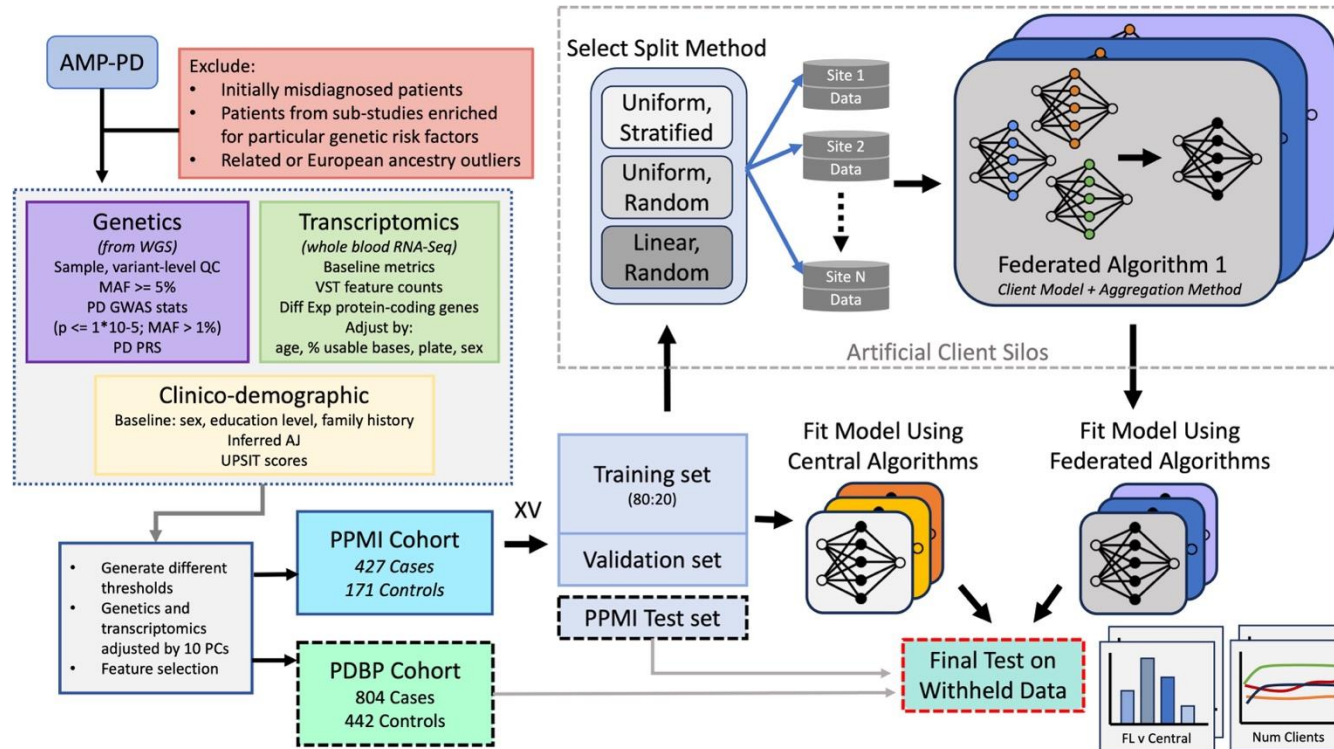 AMP-PD
Exclude:
• Initially misdiagnosed patients
• Patients from sub-studies enriched
for particular genetic risk factors
• Related or European ancestry outliers
Genetics
(from WGS)
Sample, variant-level QC
MAF >= 5%
PD GWAS stats
(p <= 1*10-5; MAF > 1%)
PD PRS
Transcriptomics
(whole blood RNA-Seq)
Baseline metrics
VST feature counts
Diff Exp protein-coding genes
Adjust by:
age, % usable bases, plate, sex
Clinico-demographic
Baseline: sex, education level, family history
Inferred AJ
UPSIT scores
• Generate different
thresholds
• Genetics and
transcriptomics
adjusted by 10 PCs
• Feature selection
PPMI Cohort
427 Cases
171 Controls
PDBP Cohort
804 Cases
442 Controls
XV
Training set
(80:20)
Validation set
PPMI Test set
Select Split Method
Uniform,
Stratified
Uniform,
Random
Linear,
Random
Site 1
Data
Site 2
Data
Site N
Data
Federated Algorithm 1
Client Model + Aggregation Method
Artificial Client Silos
Fit Model Using
Central Algorithms
Fit Model Using
Federated Algorithms
Final Test on
Withheld Data
FL v Central
Num Clients